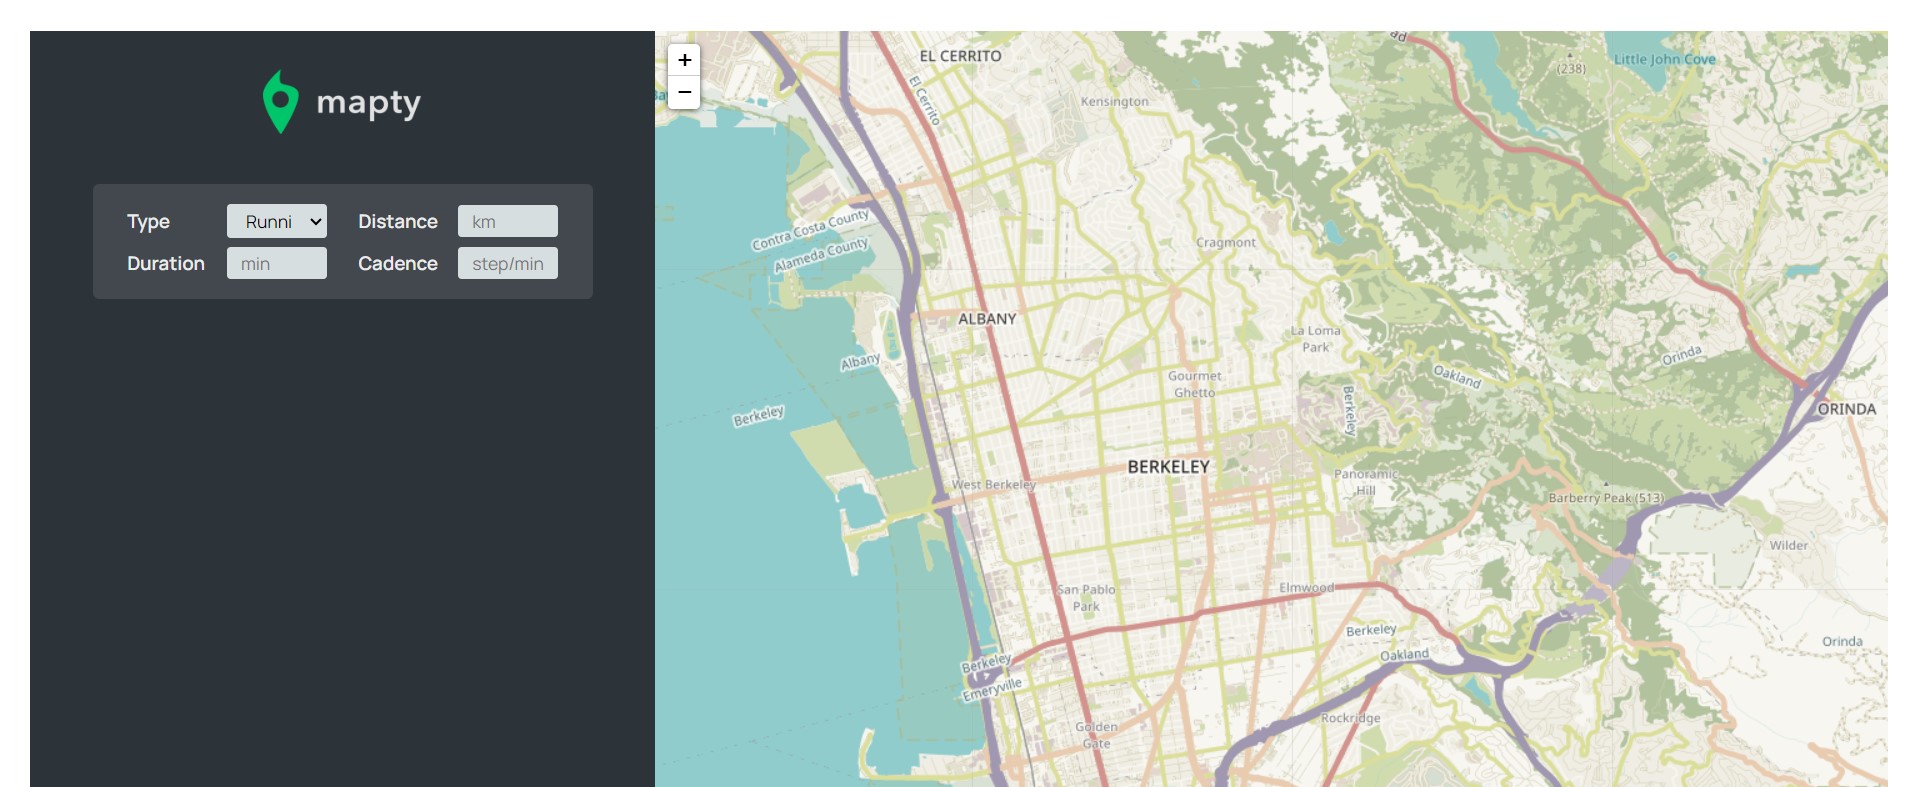 mapty
Type
Runni
Distance
km
Duration
min
Cadence
step/min
+
−
EL CERRITO
El Cerrito
Kensington
(238)
Little John Cove
Contra Costa County
Alameda County
Cragmont
ALBANY
La Loma
Park
Albany
Gourmet
Ghetto
Berkeley
Oakland
Orinda
Berkeley
ORINDA
BERKELEY
West Berkeley
Panoramic
Hill
Barberry Peak (513)
Wilder
San Pablo
Park
Elmwood
Berkeley
Oakland
Orinda
Berkeley
Emeryville
Rockridge
Golden
Gate